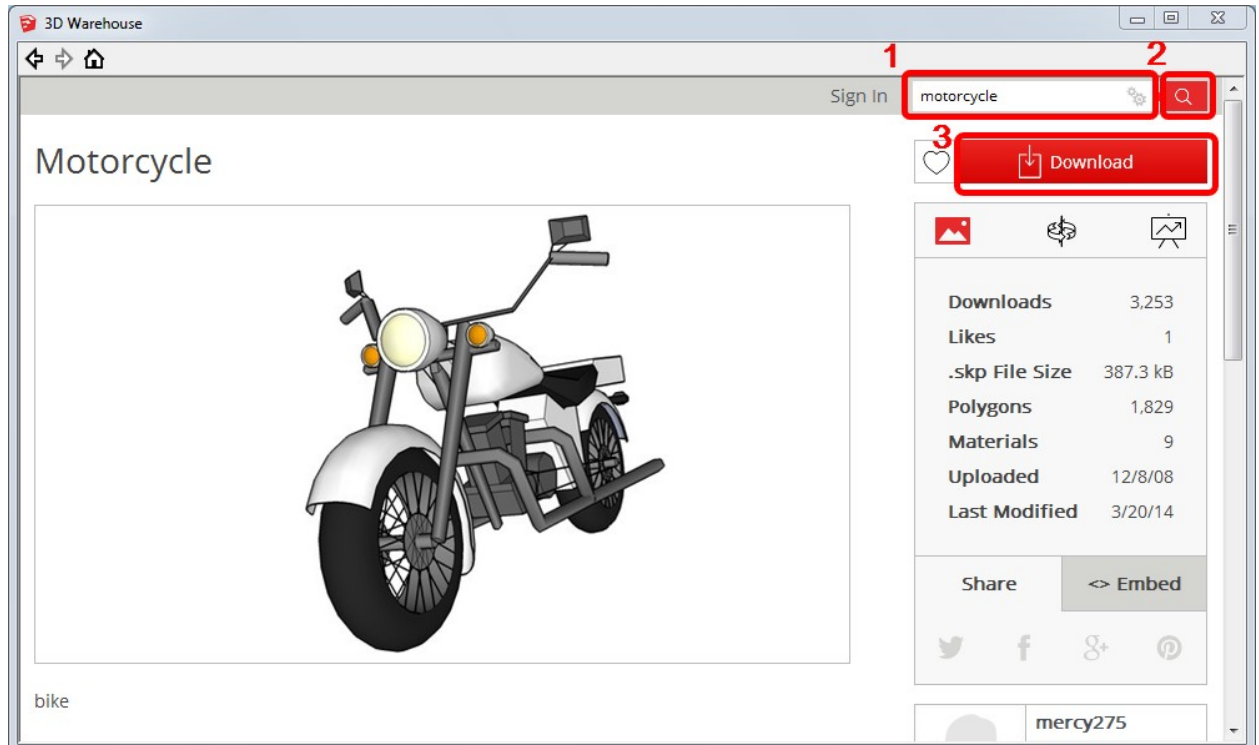 3D Warehouse
1
2
Sign In
motorcycle
3
Download
Motorcycle
Downloads 3,253
Likes 1
.skp File Size 387.3 kB
Polygons 1,829
Materials 9
Uploaded 12/8/08
Last Modified 3/20/14
Share
<> Embed
bike
mercy275